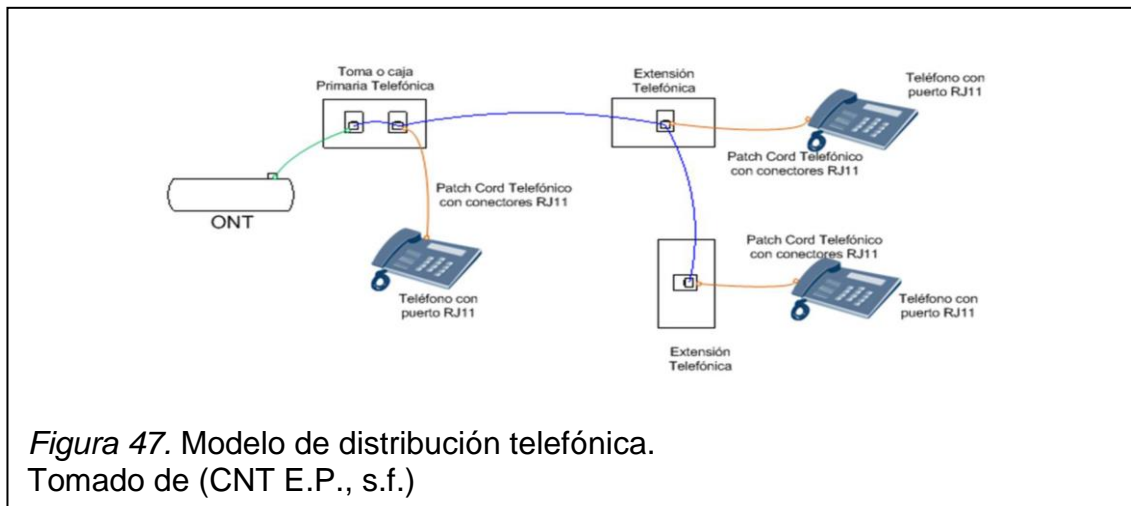 Toma o caja
Primaria Telefónica
Extensión
Telefónica
Teléfono con
puerto RJ11
Patch Cord Telefónico
con conectores RJ11
Patch Cord Telefónico
con conectores RJ11
ONT
Patch Cord Telefónico
con conectores RJ11
Teléfono con
puerto RJ11
Teléfono con
puerto RJ11
Extensión
Telefónica
Figura 47. Modelo de distribución telefónica.
Tomado de (CNT E.P., s.f.)